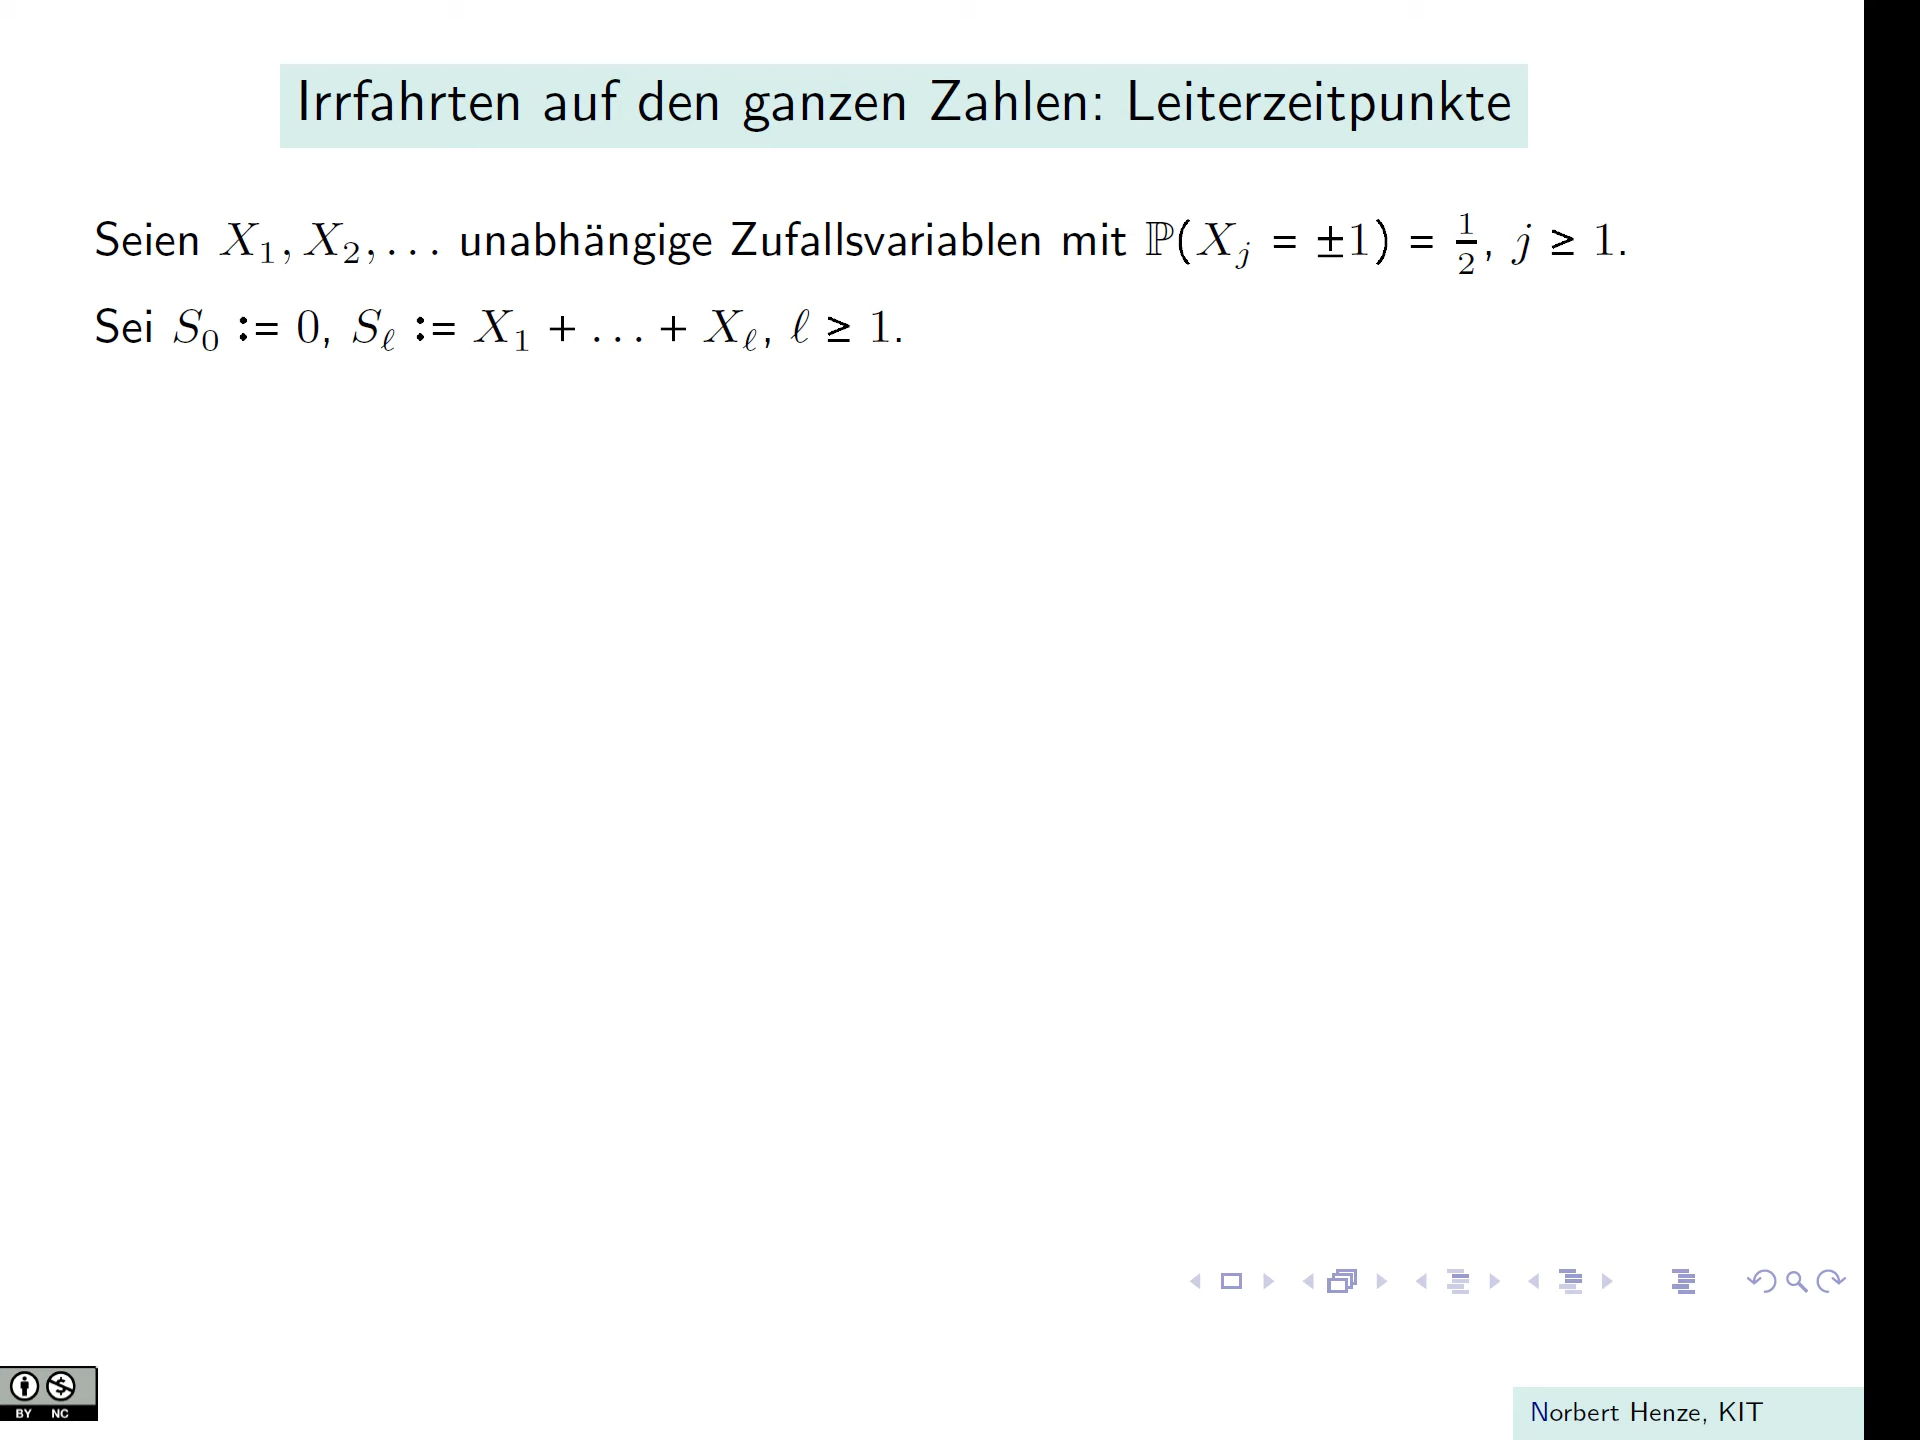 Irrfahrten auf den ganzen Zahlen: Leiterzeitpunkte
Seien X₁, X₂, . . . unabhängige Zufallsvariablen mit ℙ(X_j = ±1) = 1/2, j ≥ 1.
Sei S₀ := 0, S_ℓ := X₁ + . . . + X_ℓ, ℓ ≥ 1.
BY NC
Norbert Henze, KIT